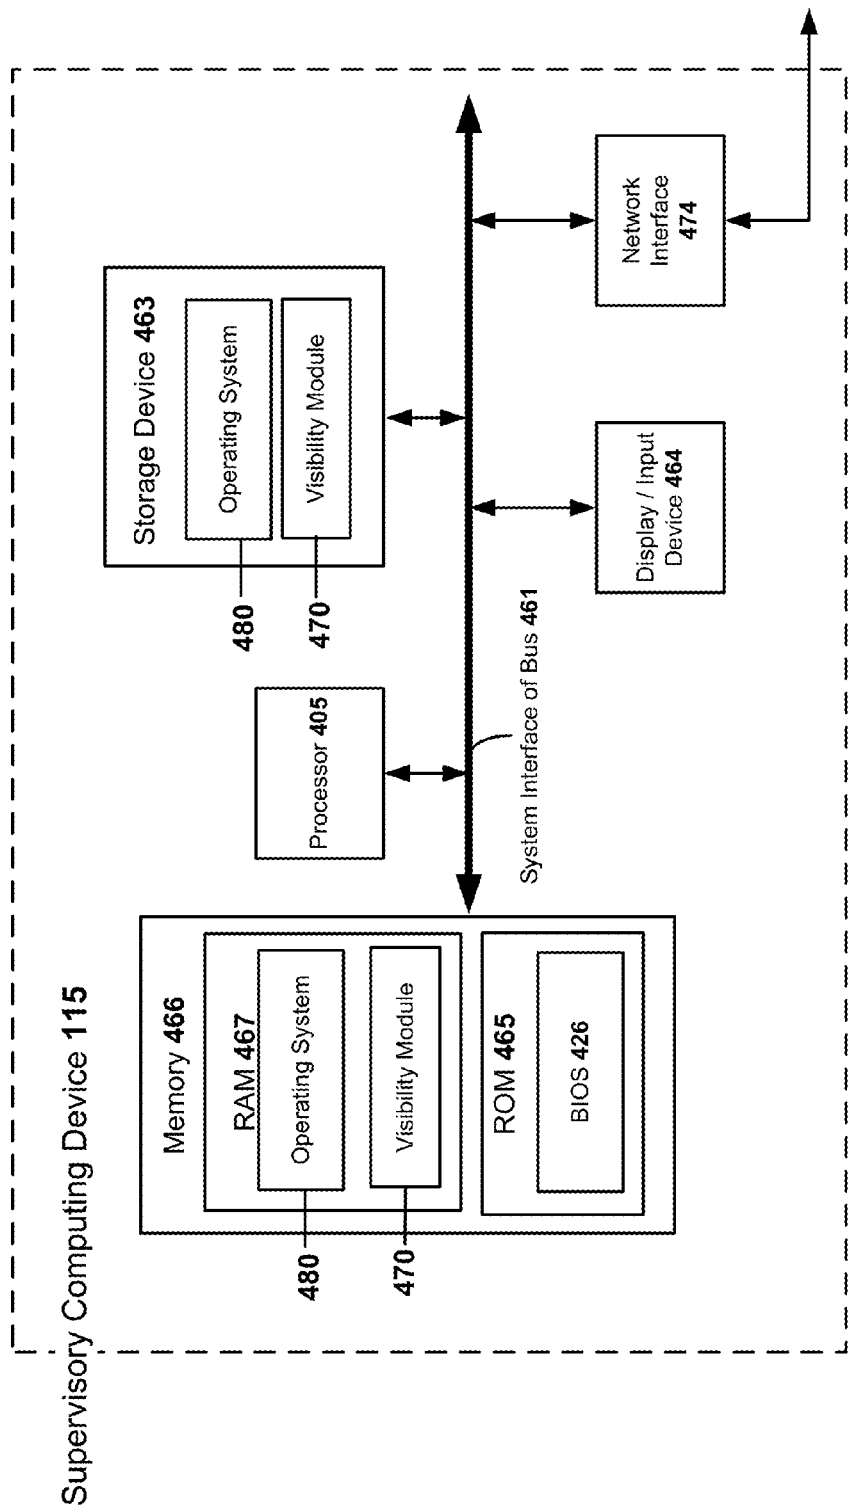 Supervisory Computing Device 115
Memory 466
RAM 467
Operating System
480
Visibility Module
470
ROM 465
BIOS 426
Processor 405
Storage Device 463
Operating System
480
Visibility Module
470
System Interface of Bus 461
Display / Input
Device 464
Network
Interface
474